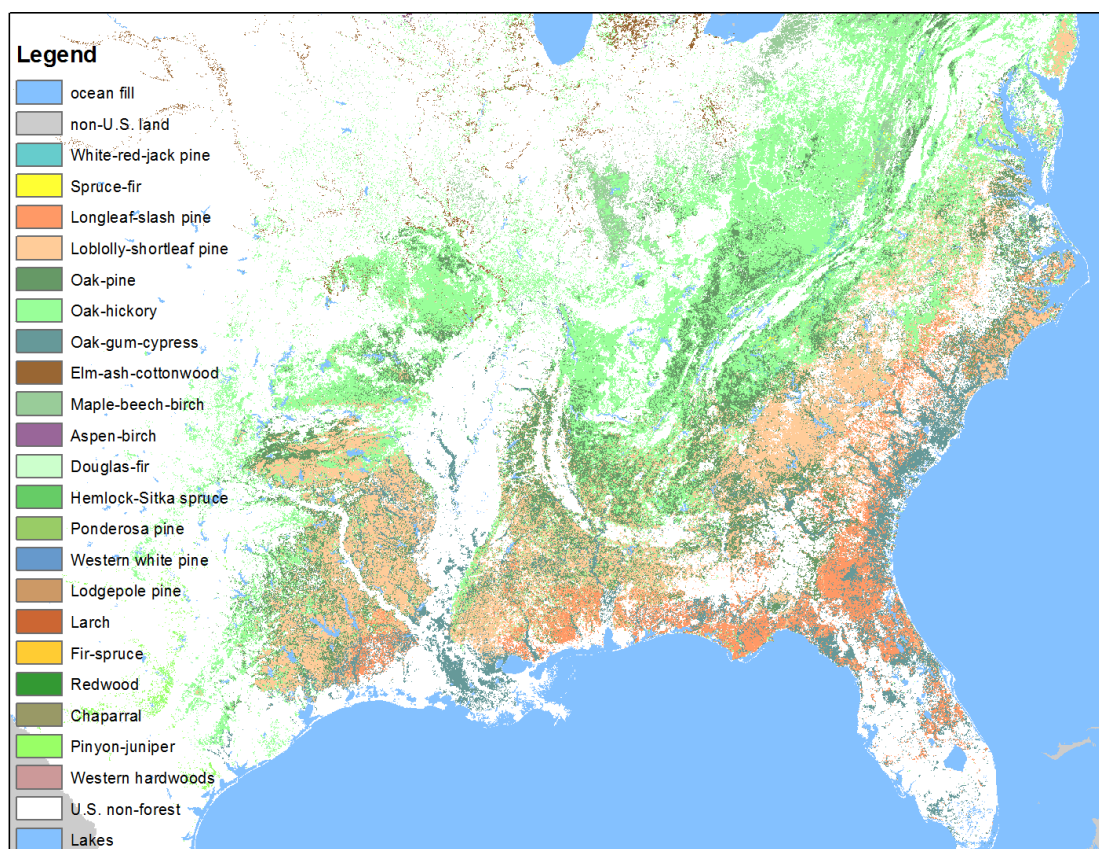 Legend
ocean fill
non-U.S. land
White-red-jack pine
Spruce-fir
Longleaf-slash pine
Loblolly-shortleaf pine
Oak-pine
Oak-hickory
Oak-gum-cypress
Elm-ash-cottonwood
Maple-beech-birch
Aspen-birch
Douglas-fir
Hemlock-Sitka spruce
Ponderosa pine
Western white pine
Lodgepole pine
Larch
Fir-spruce
Redwood
Chaparral
Pinyon-juniper
Western hardwoods
U.S. non-forest
Lakes